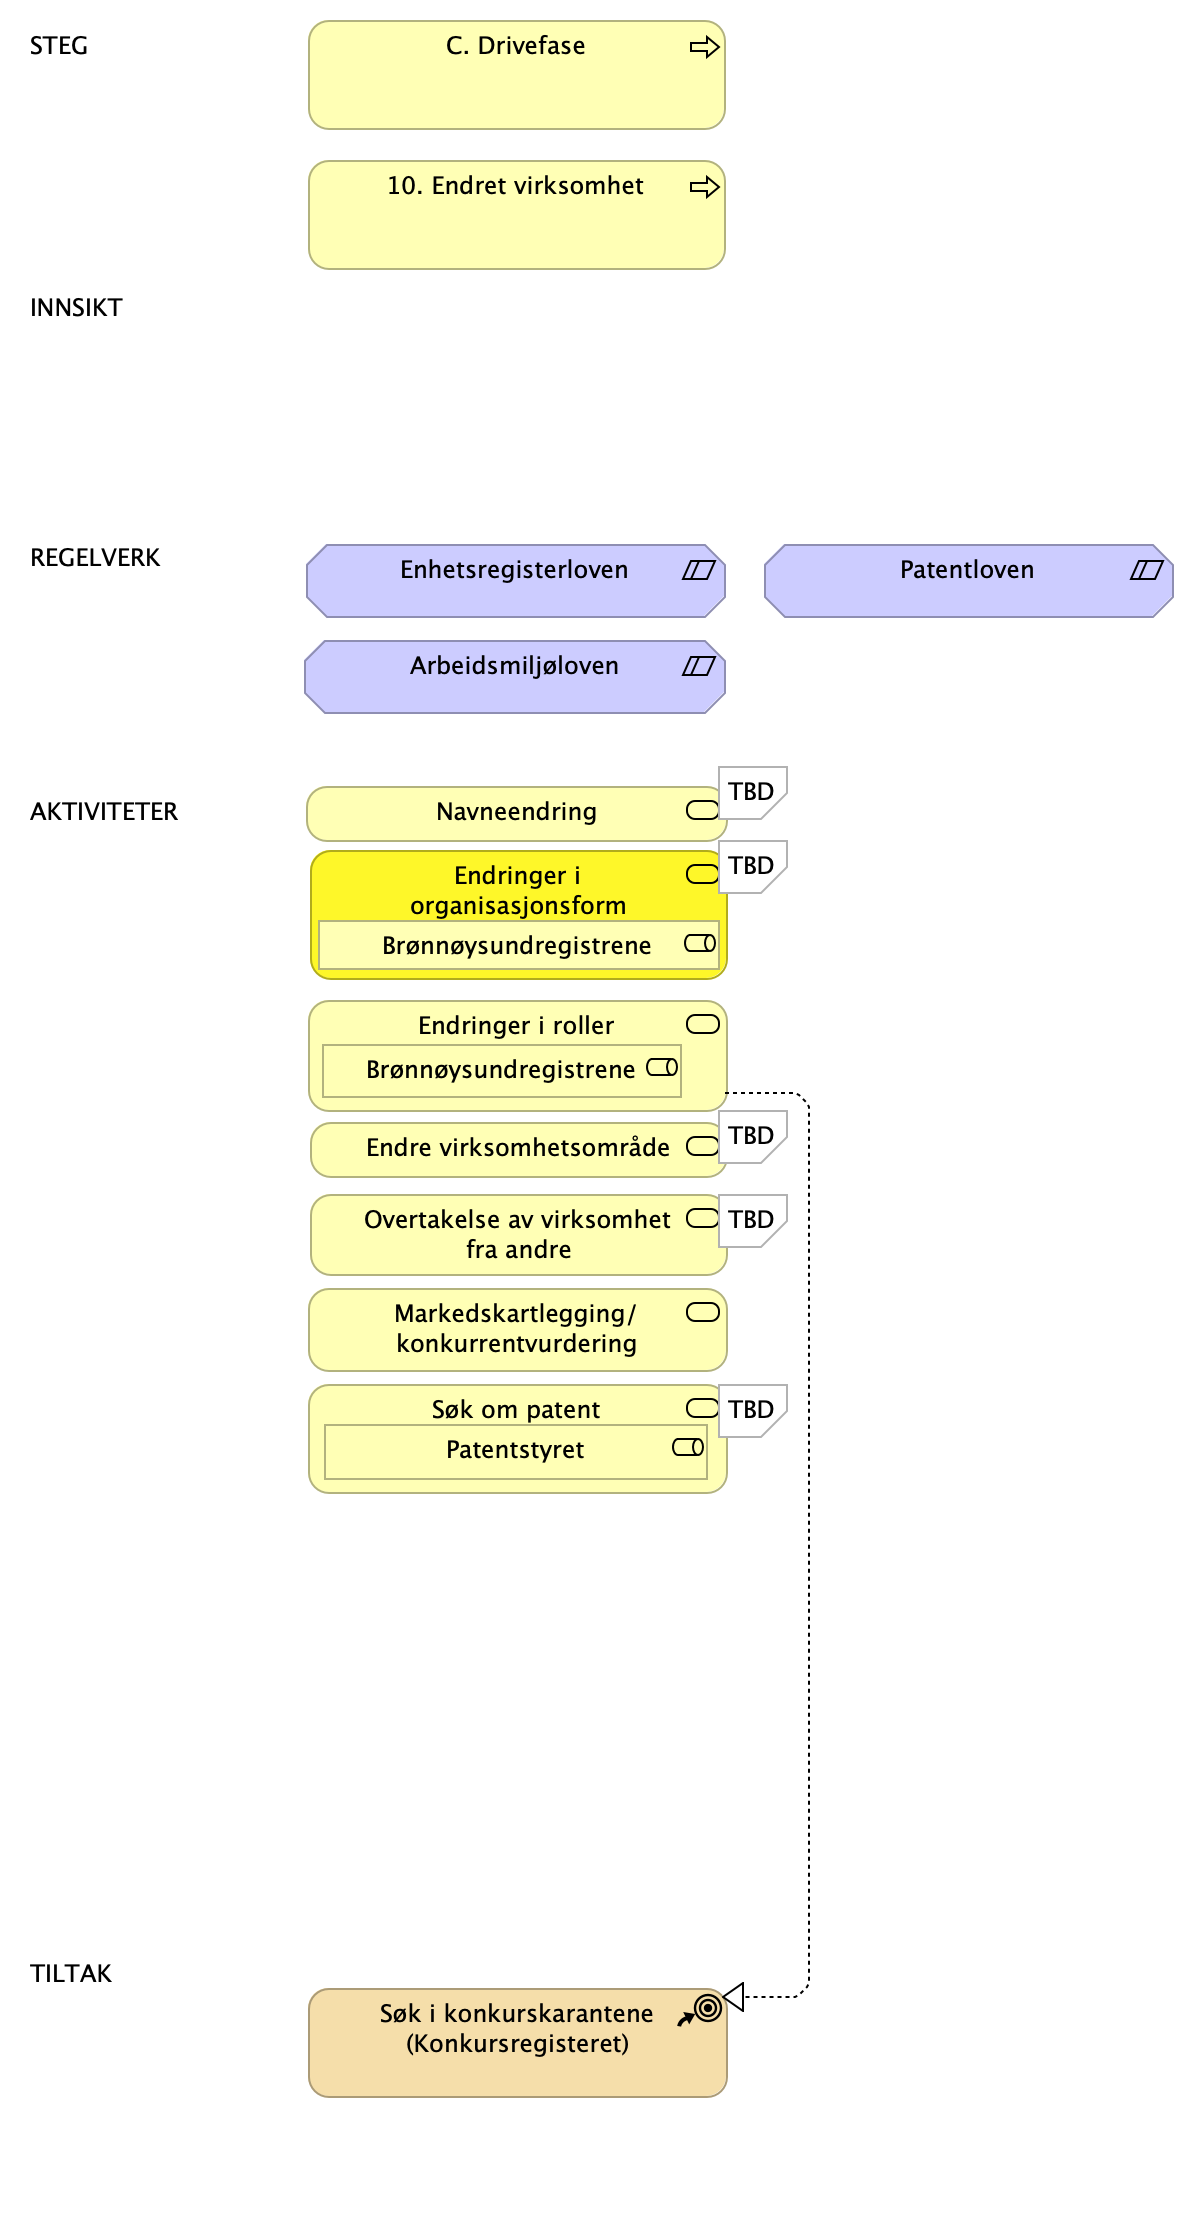 STEG
C. Drivefase
10. Endret virksomhet
INNSIKT
REGELVERK
Enhetsregisterloven
Patentloven
Arbeidsmiljøloven
AKTIVITETER
Navneendring
TBD
Endringer i
organisasjonsform
TBD
Brønnøysundregistrene
Endringer i roller
Brønnøysundregistrene
Endre virksomhetsområde
TBD
Overtakelse av virksomhet
fra andre
TBD
Markedskartlegging/
konkurrentvurdering
Søk om patent
TBD
Patentstyret
TILTAK
Søk i konkurskarantene
(Konkursregisteret)